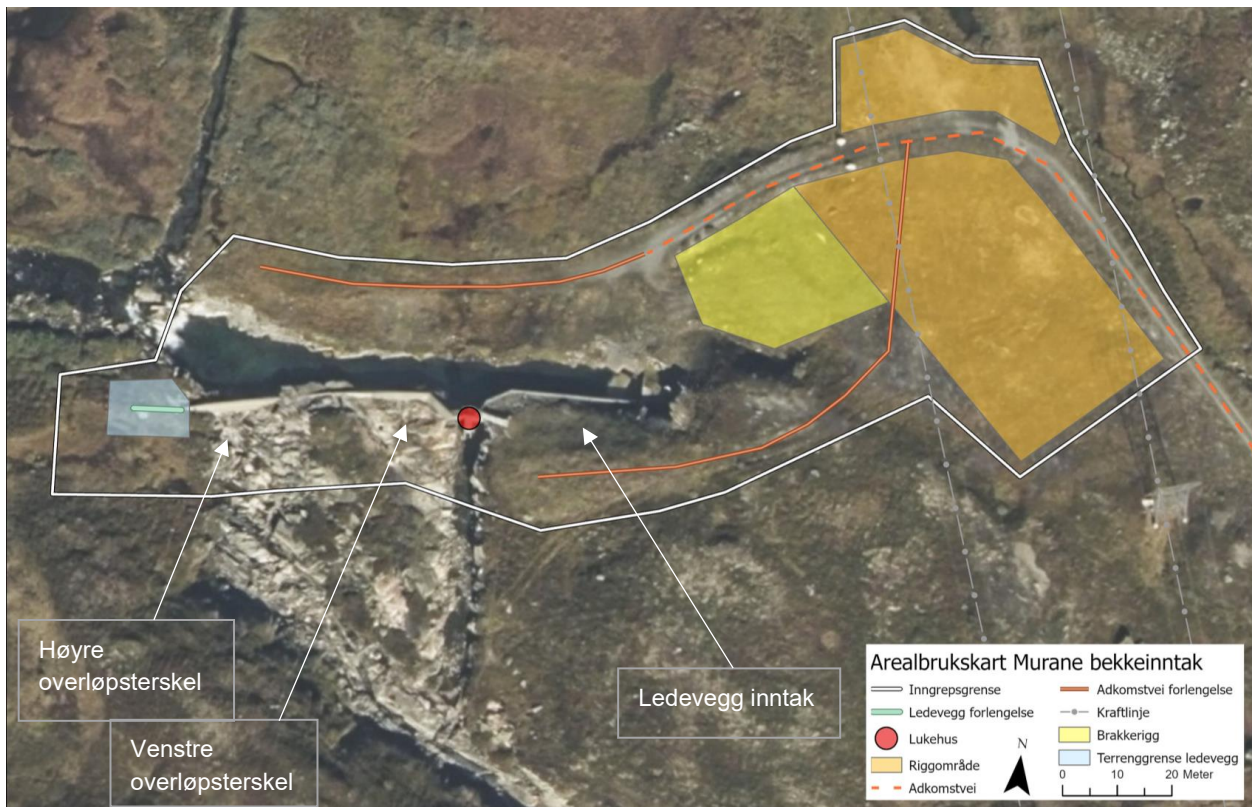 Høyre
overløpsterskel
Venstre
overløpsterskel
Ledevegg inntak
Arealbrukskart Murane bekkeinntak
Inngrepsgrense
Ledevegg forlengelse
Lukehus
Riggområde
Adkomstvei
Adkomstvei forlengelse
Kraftlinje
Brakkerigg
Terrenggrense ledevegg
N
0 10 20 Meter